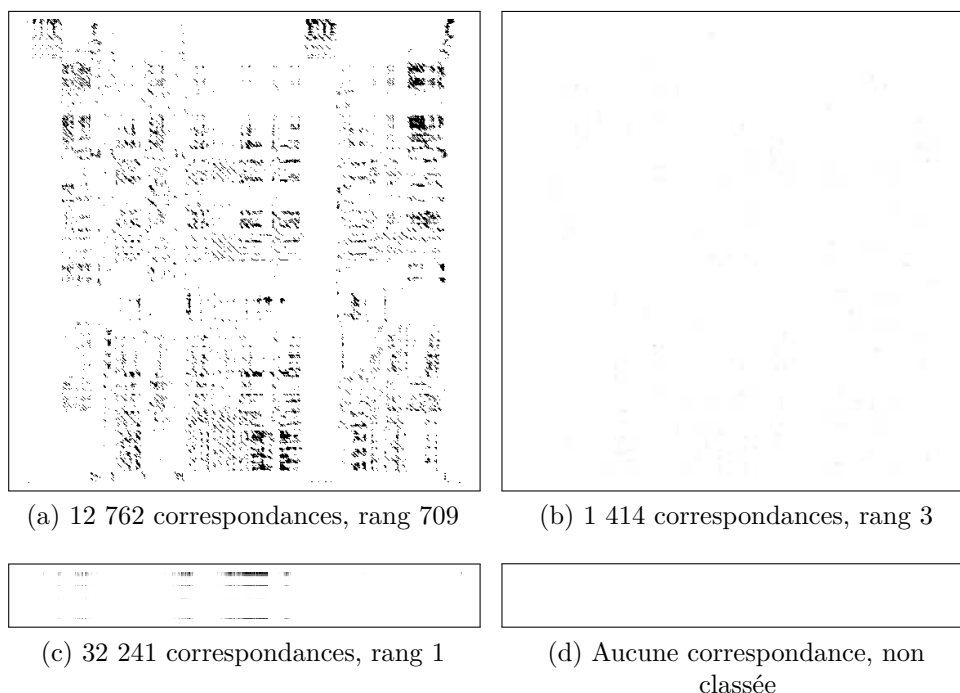 (a) 12 762 correspondances, rang 709
(b) 1 414 correspondances, rang 3
(c) 32 241 correspondances, rang 1
(d) Aucune correspondance, non
classée